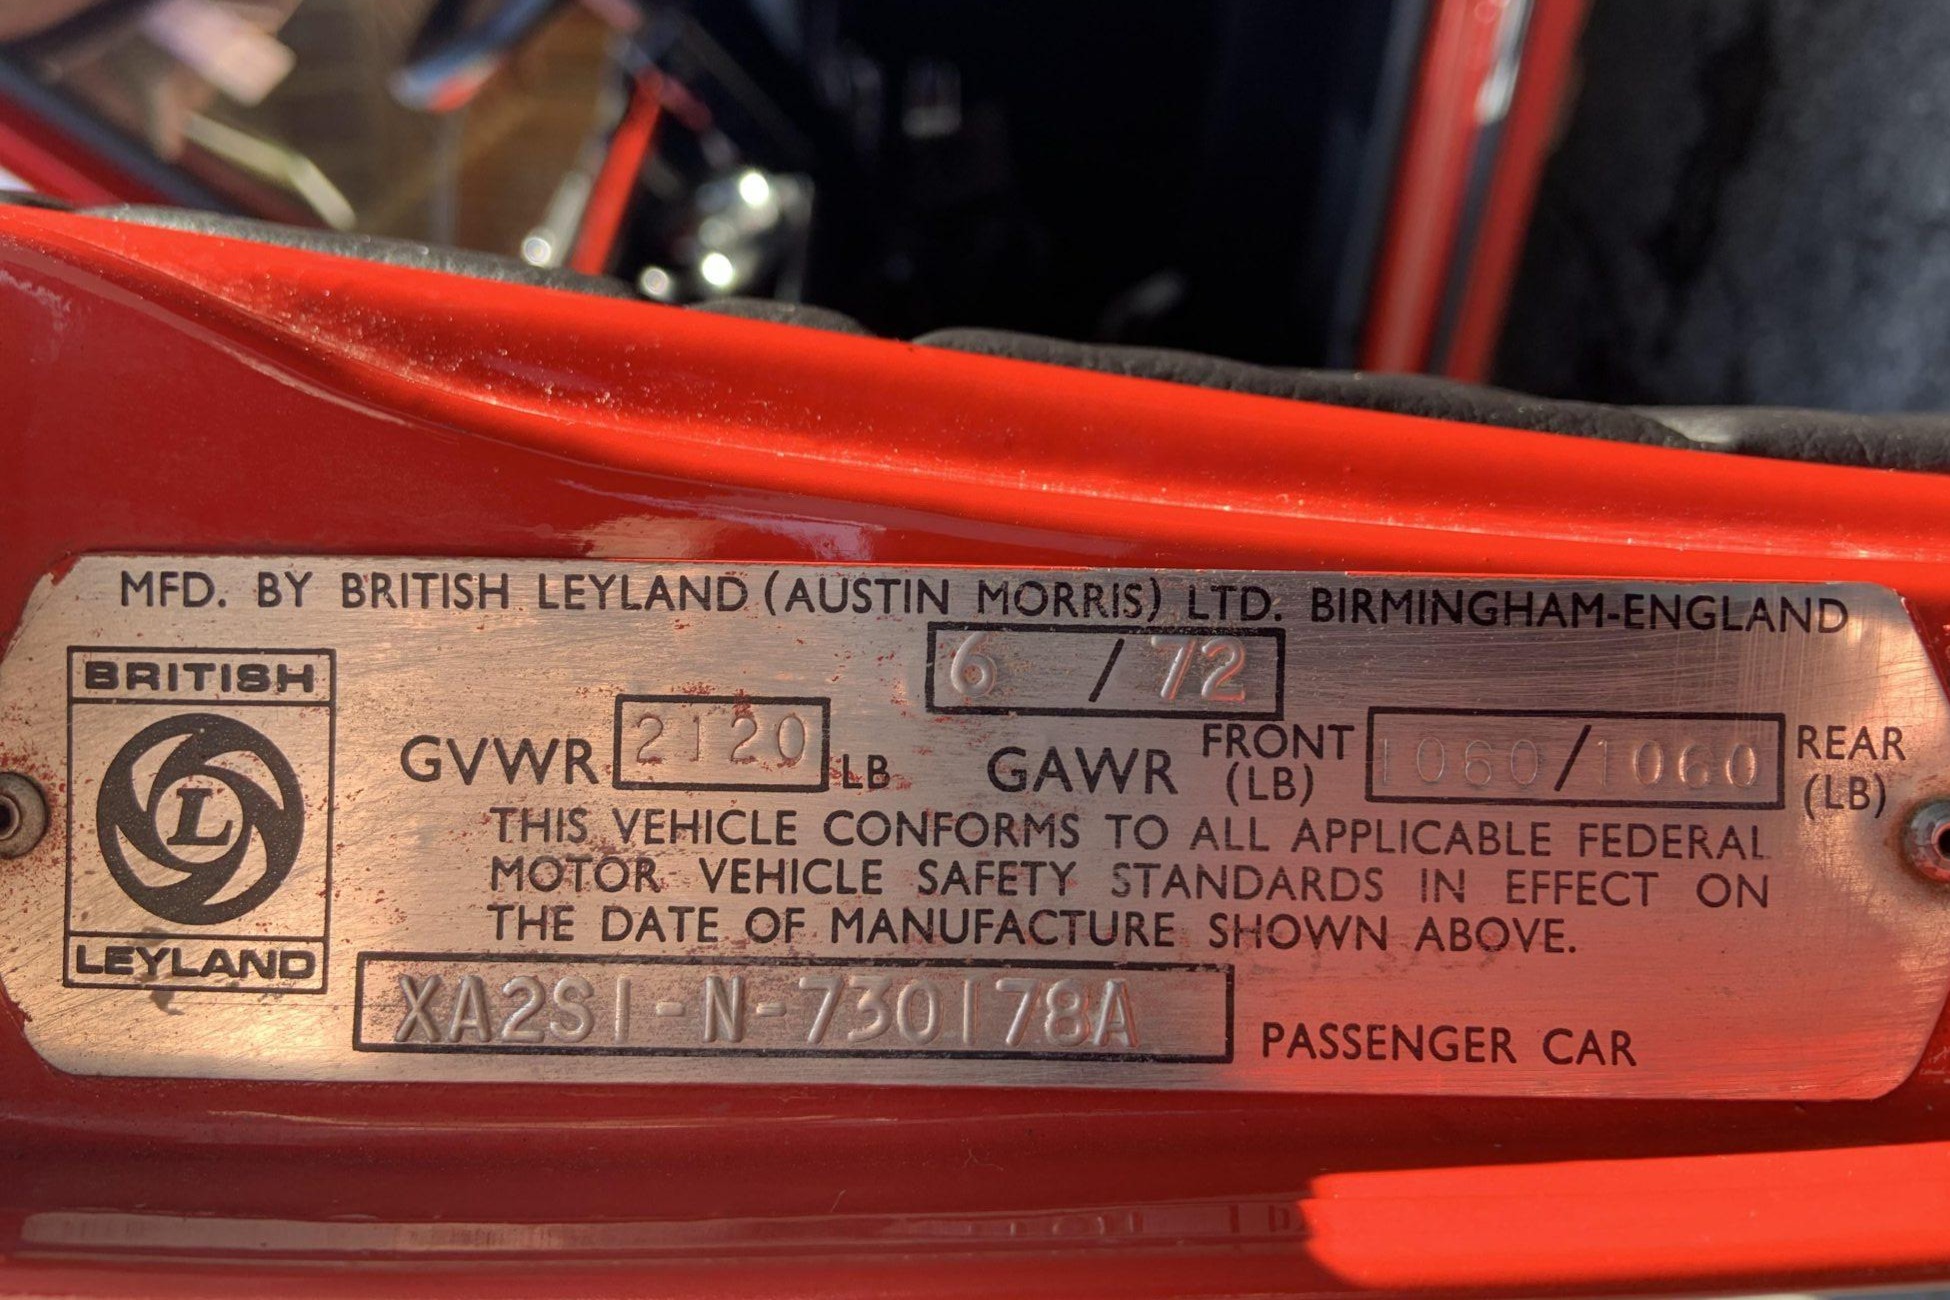 MFD. BY BRITISH LEYLAND (AUSTIN MORRIS) LTD. BIRMINGHAM-ENGLAND
6 / 72
BRITISH
L
LEYLAND
GVWR 2120 LB GAWR FRONT (LB) 1060/1060 REAR (LB)
THIS VEHICLE CONFORMS TO ALL APPLICABLE FEDERAL
MOTOR VEHICLE SAFETY STANDARDS IN EFFECT ON
THE DATE OF MANUFACTURE SHOWN ABOVE.
XA2S1-N-730178A
PASSENGER CAR